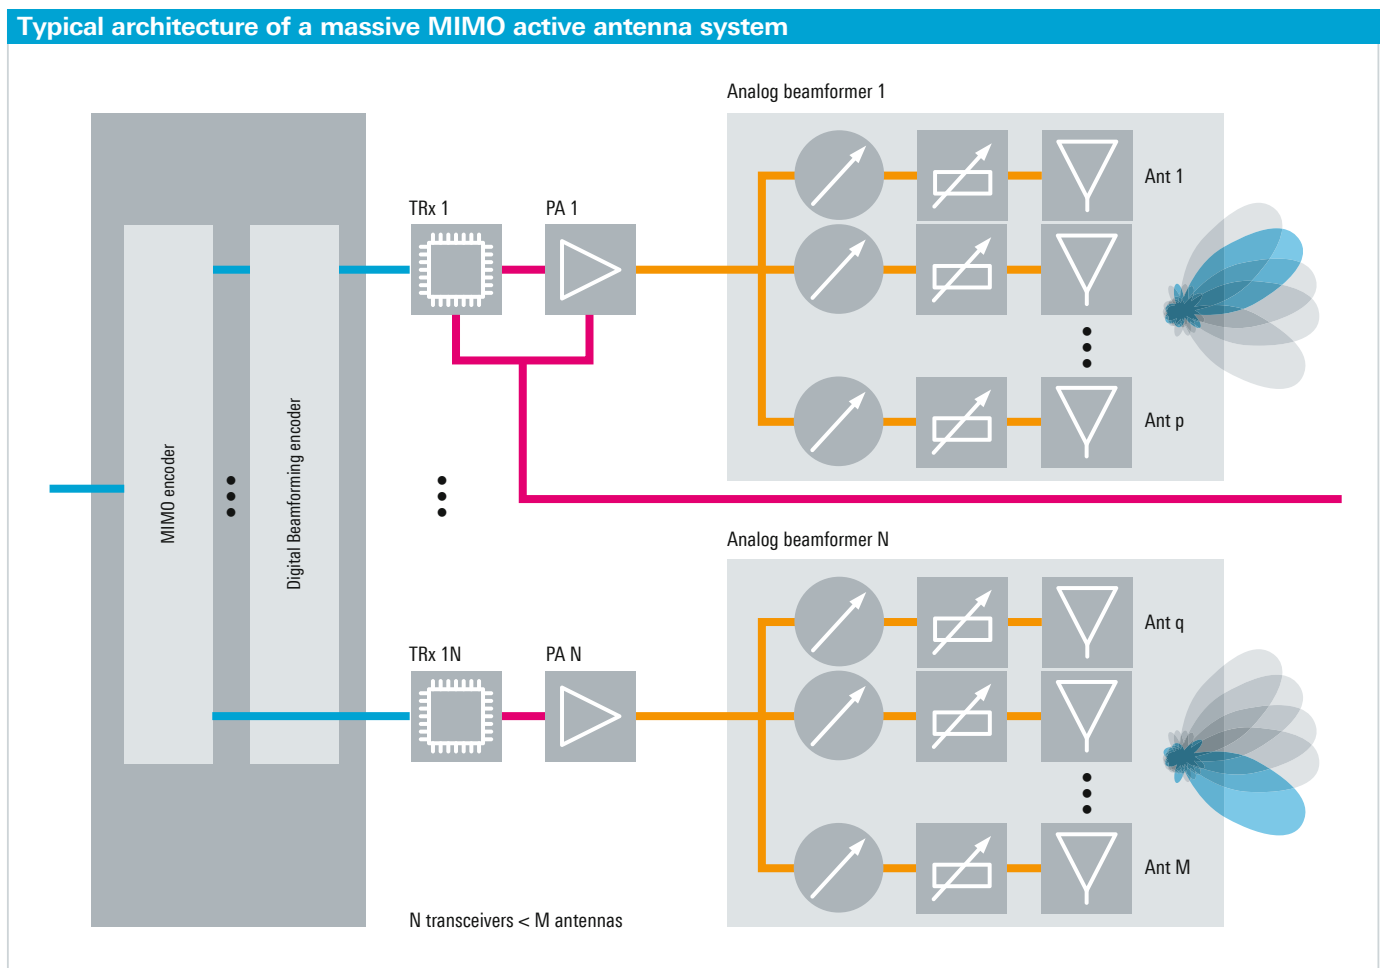 Typical architecture of a massive MIMO active antenna system
Analog beamformer 1
TRx 1
PA 1
Ant 1
Ant p
MIMO encoder
Digital Beamforming encoder
Analog beamformer N
TRx 1N
PA N
Ant q
Ant M
N transceivers < M antennas